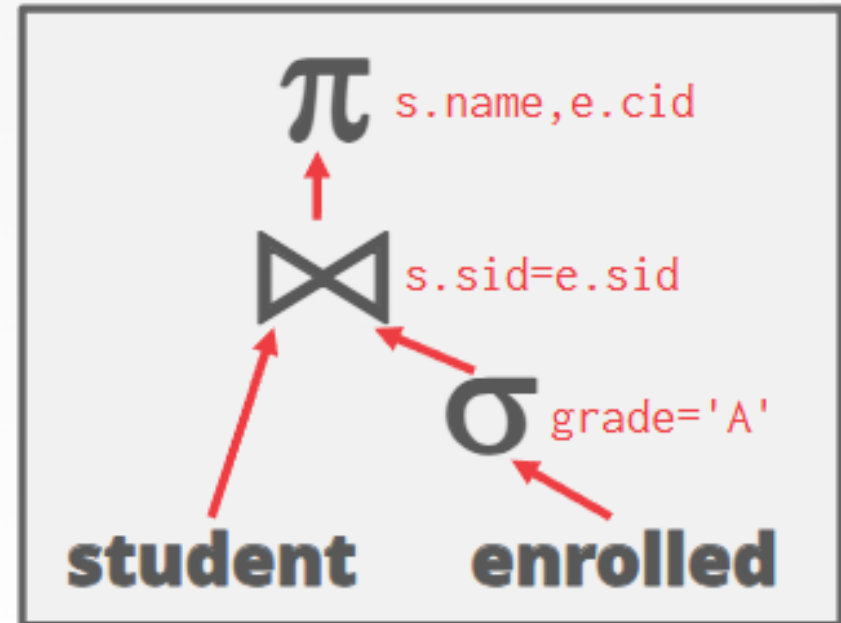 π s.name,e.cid
⋈ s.sid=e.sid
σ grade='A'
student enrolled